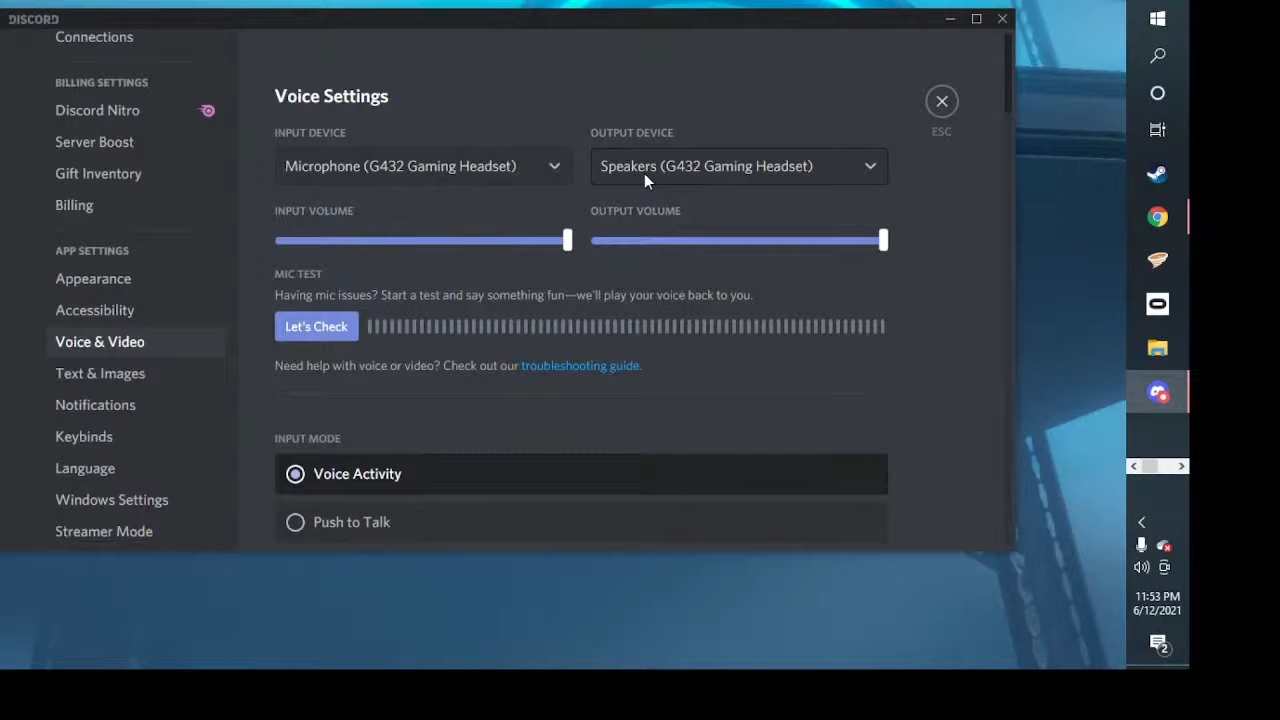 DISCORD
Connections
BILLING SETTINGS
Discord Nitro
Server Boost
Gift Inventory
Billing
APP SETTINGS
Appearance
Accessibility
Voice & Video
Text & Images
Notifications
Keybinds
Language
Windows Settings
Streamer Mode
Voice Settings
ESC
INPUT DEVICE
OUTPUT DEVICE
Microphone (G432 Gaming Headset)
Speakers (G432 Gaming Headset)
INPUT VOLUME
OUTPUT VOLUME
MIC TEST
Having mic issues? Start a test and say something fun—we'll play your voice back to you.
Let's Check
Need help with voice or video? Check out our troubleshooting guide.
INPUT MODE
Voice Activity
Push to Talk
11:53 PM
6/12/2021
2